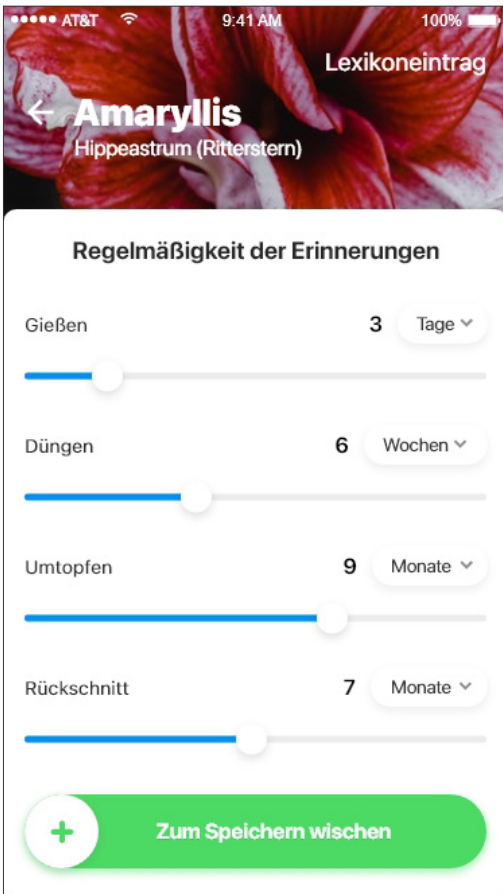 AT&T 9:41 AM 100%
Lexikoneintrag
Amaryllis
Hippeastrum (Ritterstern)
Regelmäßigkeit der Erinnerungen
Gießen 3 Tage
Düngen 6 Wochen
Umtopfen 9 Monate
Rückschnitt 7 Monate
Zum Speichern wischen